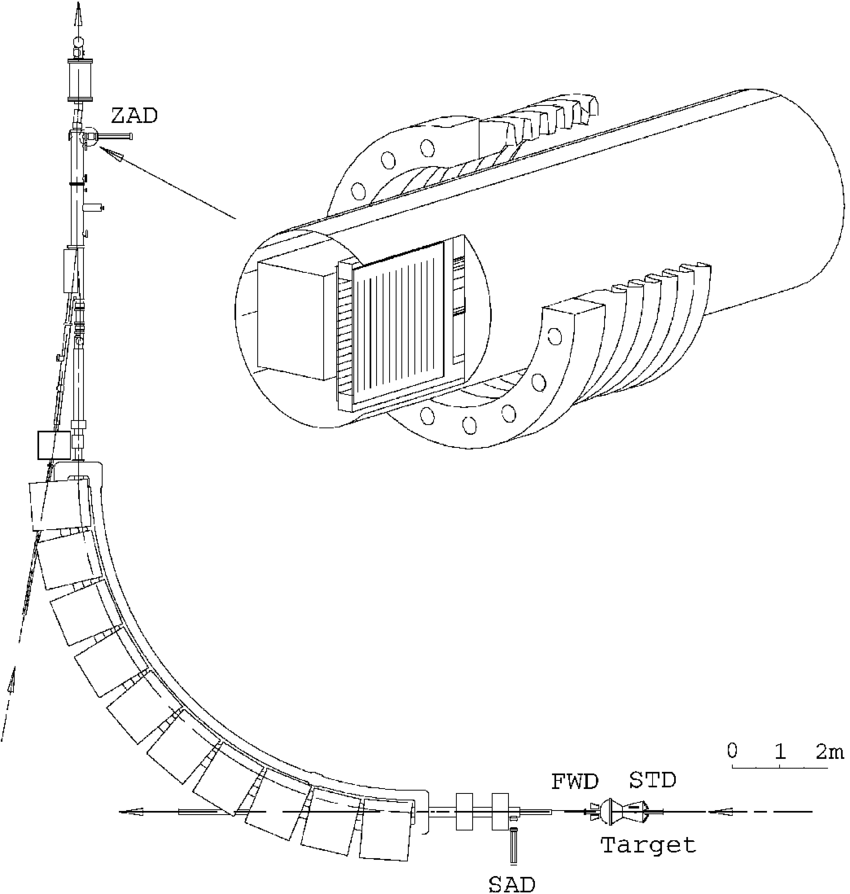 ZAD
0 1 2m
FWD STD
Target
SAD